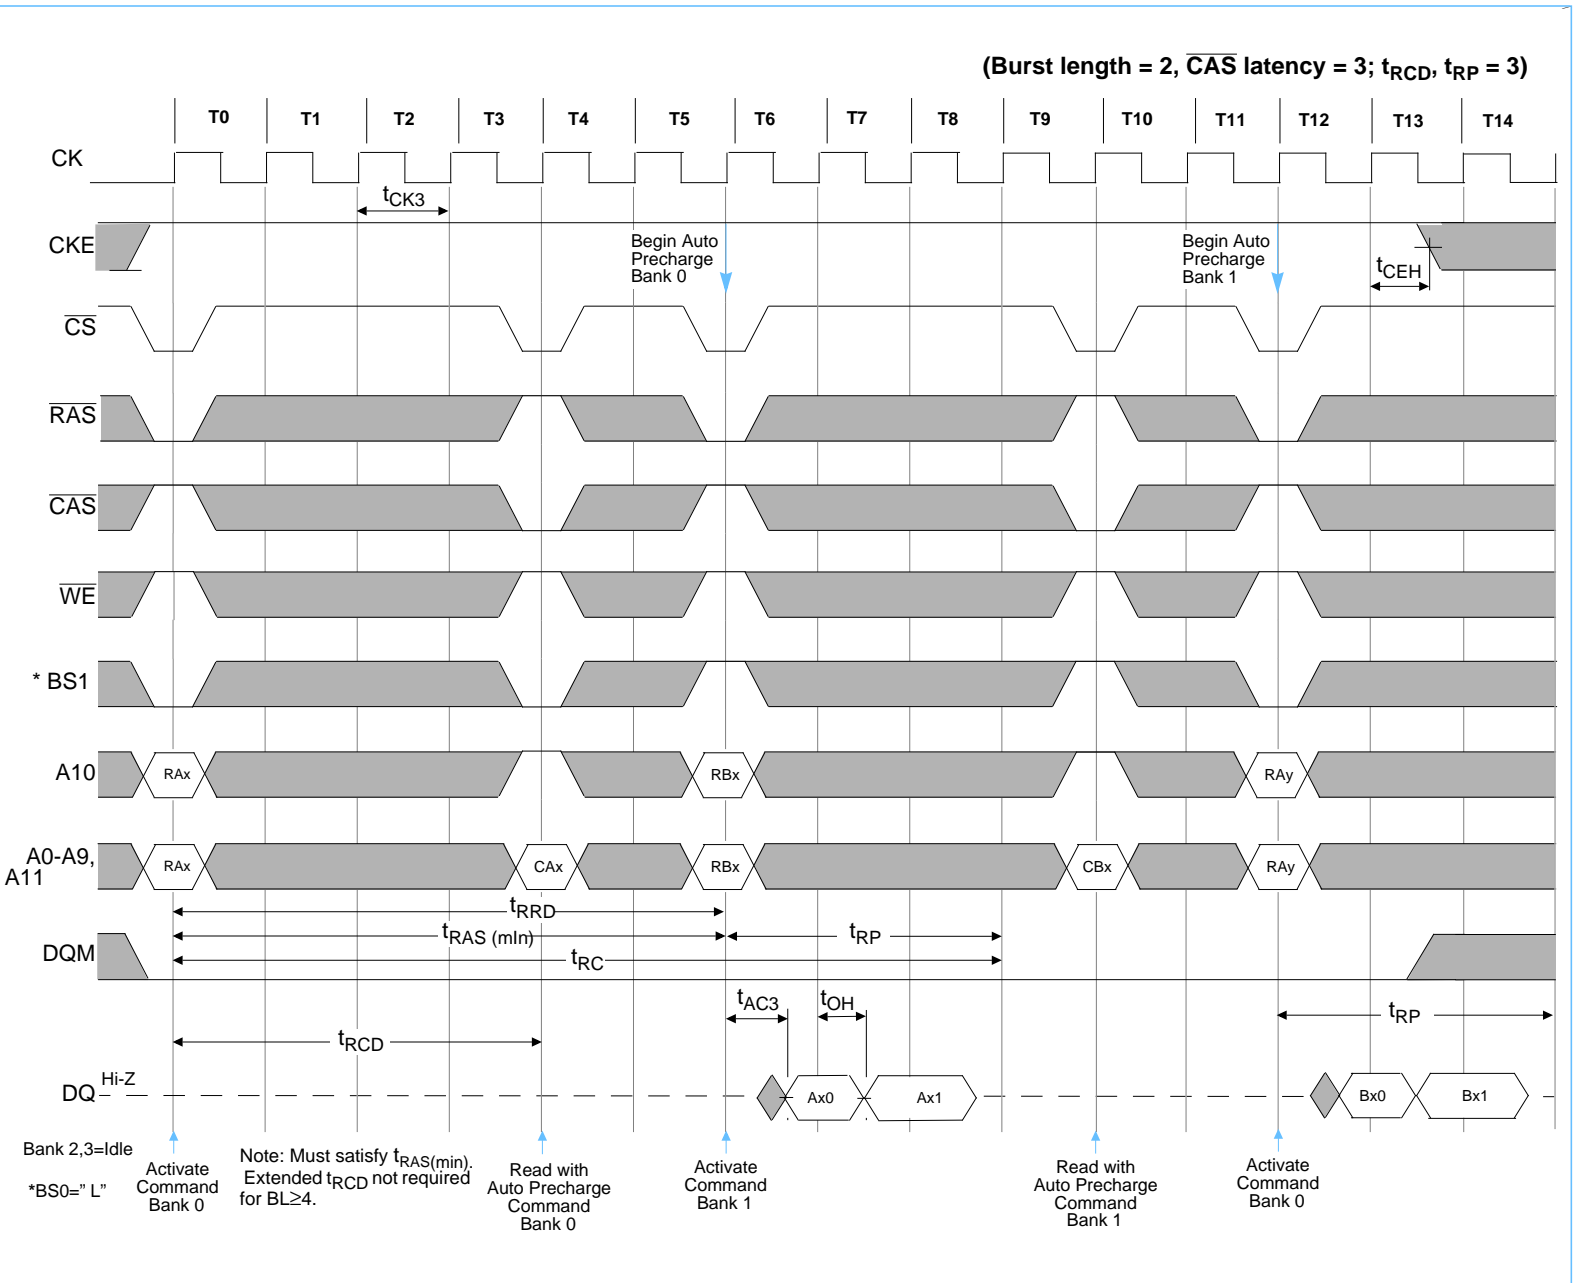 (Burst length = 2, CAS latency = 3; tRCD, tRP = 3)
T0 T1 T2 T3 T4 T5 T6 T7 T8 T9 T10 T11 T12 T13 T14
CK
tCK3
CKE
Begin Auto
Precharge
Bank 0
Begin Auto
Precharge
Bank 1
tCEH
CS
RAS
CAS
WE
* BS1
A10
RAx RBx RAy
A0-A9,
A11
RAx CAx RBx CBx RAy
tRRD
tRAS (mIn)
tRP
DQM
tRC
tAC3
tOH
tRP
tRCD
DQ
Hi-Z
Ax0 Ax1 Bx0 Bx1
Bank 2,3=Idle
*BS0=” L”
Activate
Command
Bank 0
Note: Must satisfy tRAS(min).
Extended tRCD not required
for BL≥4.
Read with
Auto Precharge
Command
Bank 0
Activate
Command
Bank 1
Read with
Auto Precharge
Command
Bank 1
Activate
Command
Bank 0